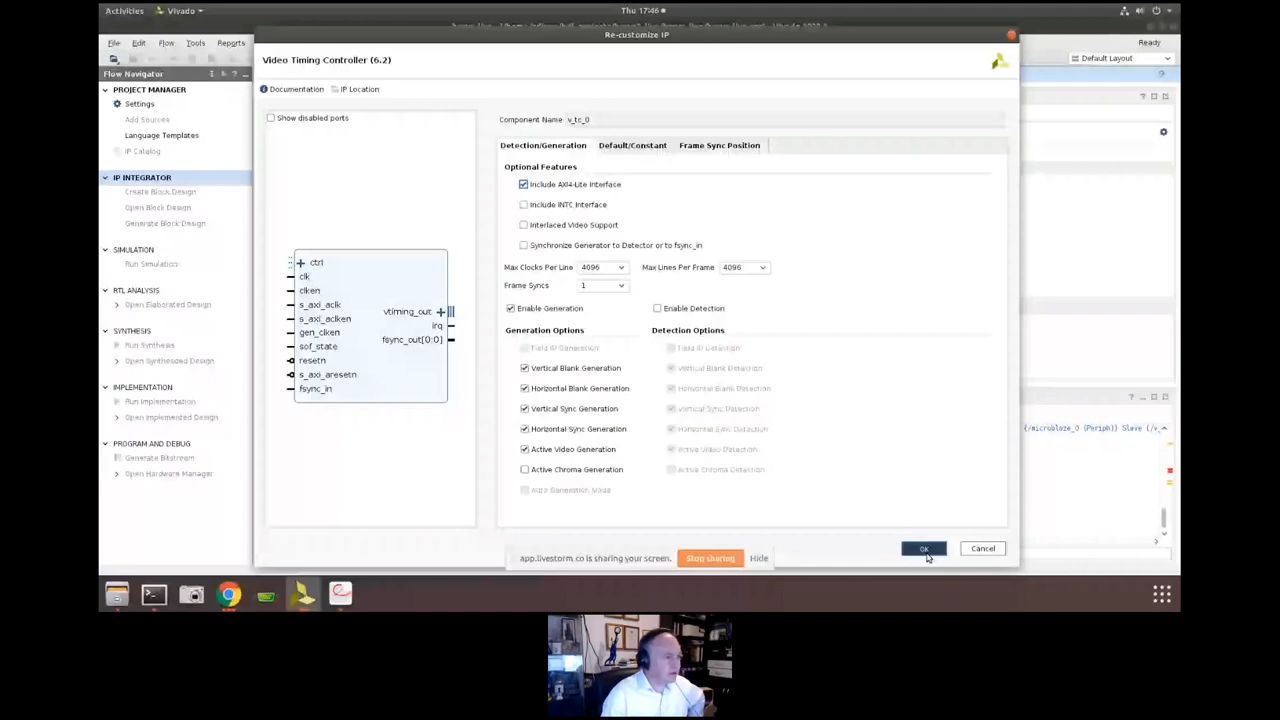 Activities
Vivado
Thu 17:46
File Edit Flow Tools Reports
Ready
Default Layout
Flow Navigator
PROJECT MANAGER
Settings
Add Sources
Language Templates
IP Catalog
IP INTEGRATOR
Create Block Design
Open Block Design
Generate Block Design
SIMULATION
Run Simulation
RTL ANALYSIS
Open Elaborated Design
SYNTHESIS
Run Synthesis
Open Synthesized Design
IMPLEMENTATION
Run Implementation
Open Implemented Design
PROGRAM AND DEBUG
Generate Bitstream
Open Hardware Manager
Re-customize IP
Video Timing Controller (6.2)
Documentation IP Location
Show disabled ports
ctrl
clk
clken
s_axi_aclk
s_axi_aclken
gen_clken
sof_state
resetn
s_axi_aresetn
fsync_in
vtiming_out
irq
fsync_out[0:0]
Component Name v_tc_0
Detection/Generation Default/Constant Frame Sync Position
Optional Features
Include AXI4-Lite Interface
Include INTC Interface
Interlaced Video Support
Synchronize Generator to Detector or to fsync_in
Max Clocks Per Line 4096 Max Lines Per Frame 4096
Frame Syncs 1
Enable Generation Enable Detection
Generation Options Detection Options
Field ID Generation Field ID Detection
Vertical Blank Generation Vertical Blank Detection
Horizontal Blank Generation Horizontal Blank Detection
Vertical Sync Generation Vertical Sync Detection
Horizontal Sync Generation Horizontal Sync Detection
Active Video Generation Active Video Detection
Active Chroma Generation Active Chroma Detection
Auto Generation Mode
OK Cancel
{/microblaze_0 (Periph)} Slave {/v_
app.livestorm.co is sharing your screen. Stop sharing Hide